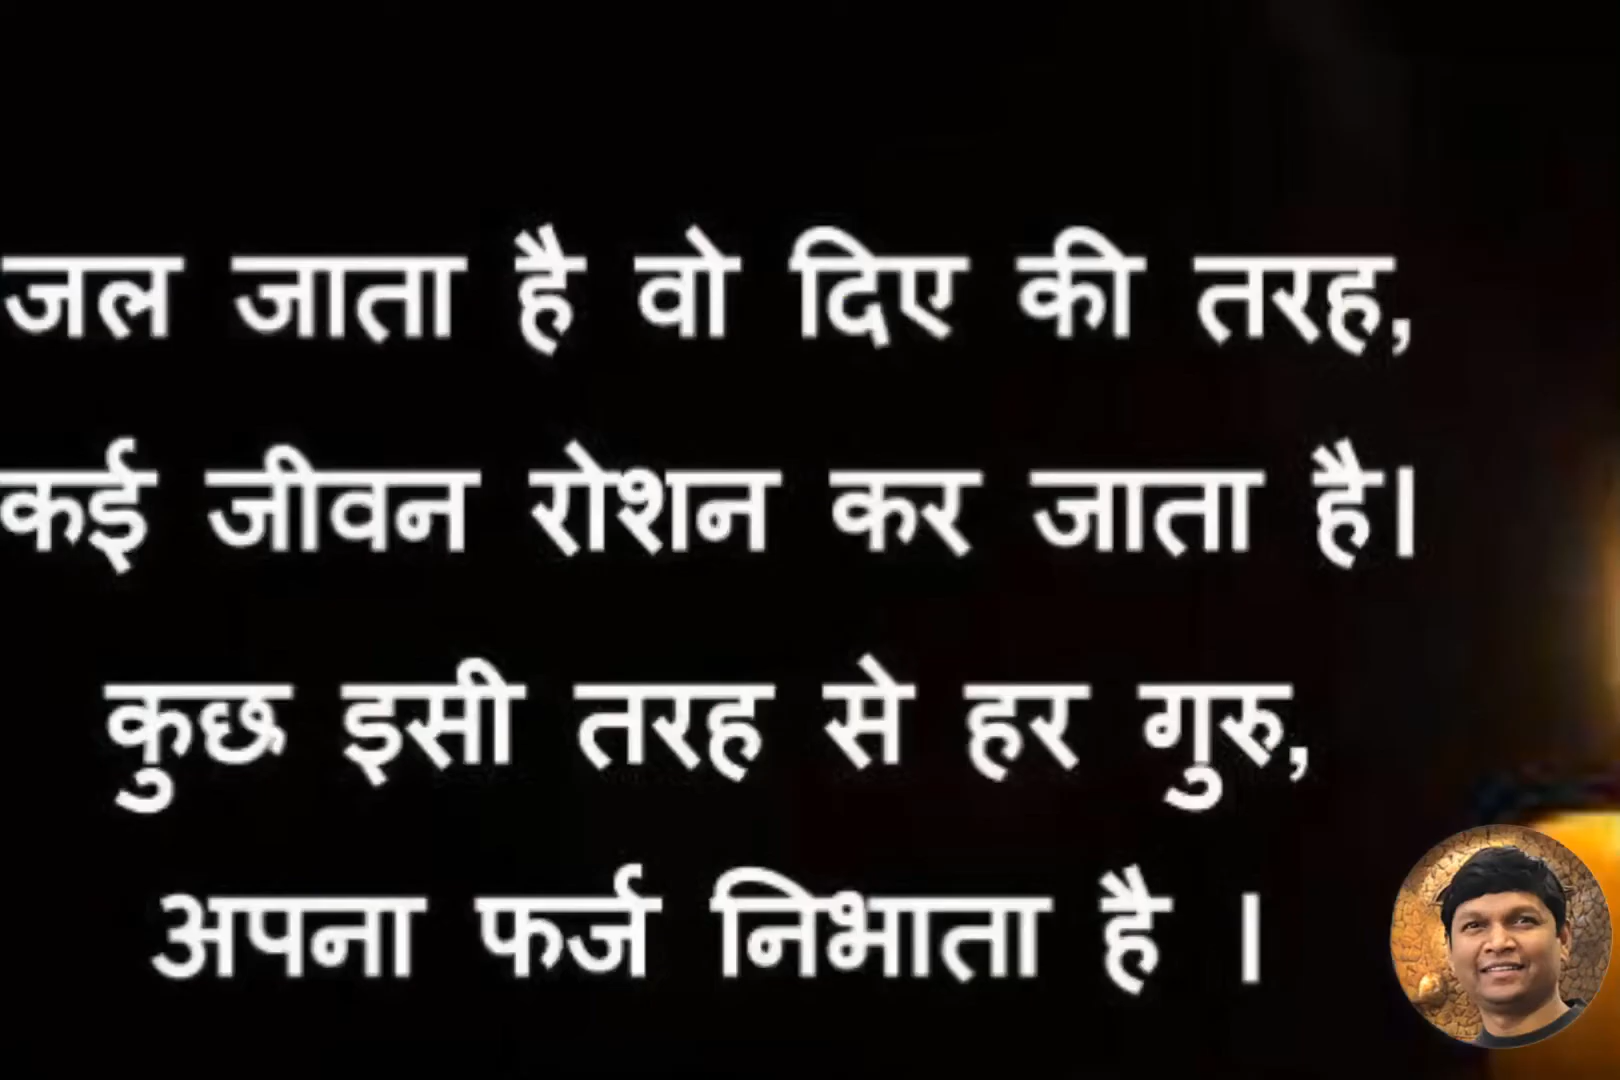 जल जाता है वो दिए की तरह,
कई जीवन रोशन कर जाता है।
कुछ इसी तरह से हर गुरु,
अपना फर्ज निभाता है ।